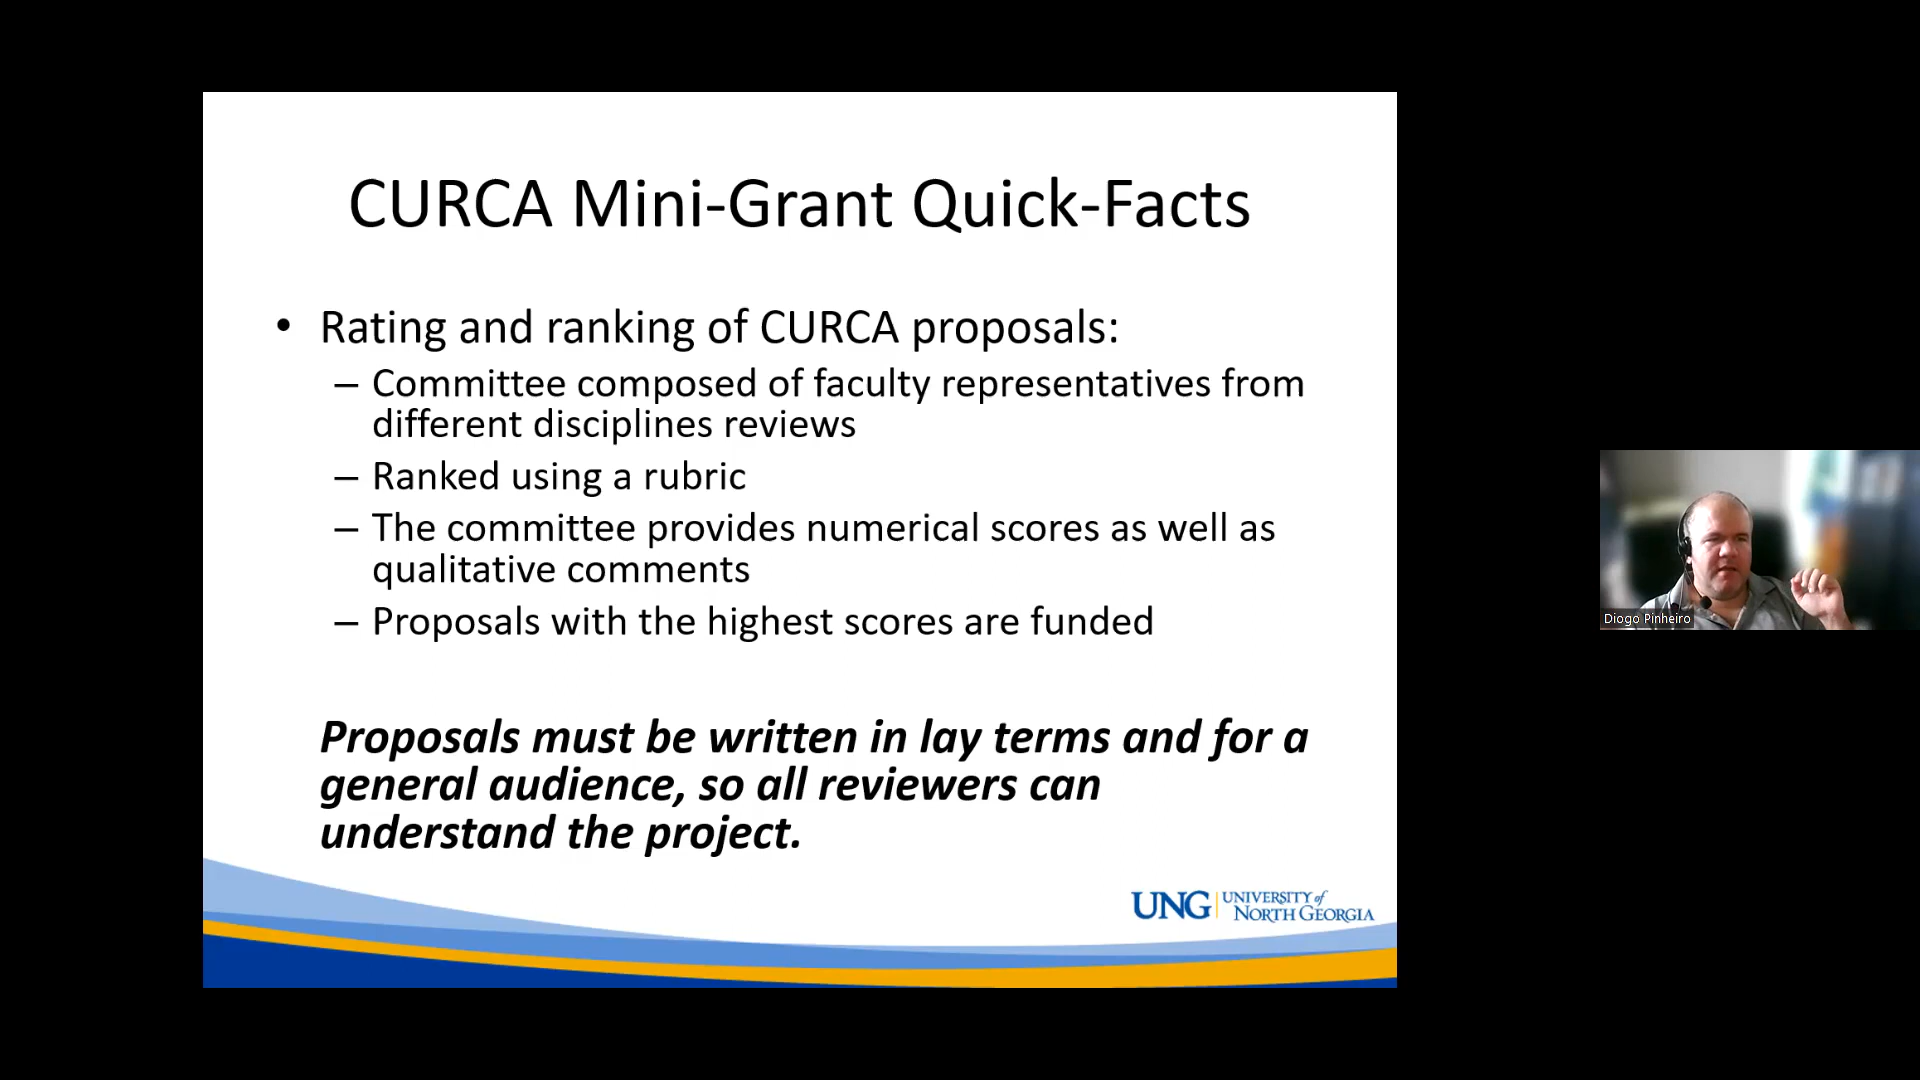 CURCA Mini-Grant Quick-Facts
• Rating and ranking of CURCA proposals:
– Committee composed of faculty representatives from
different disciplines reviews
– Ranked using a rubric
– The committee provides numerical scores as well as
qualitative comments
– Proposals with the highest scores are funded
Proposals must be written in lay terms and for a
general audience, so all reviewers can
understand the project.
UNG UNIVERSITY of
NORTH GEORGIA
Diogo Pinheiro